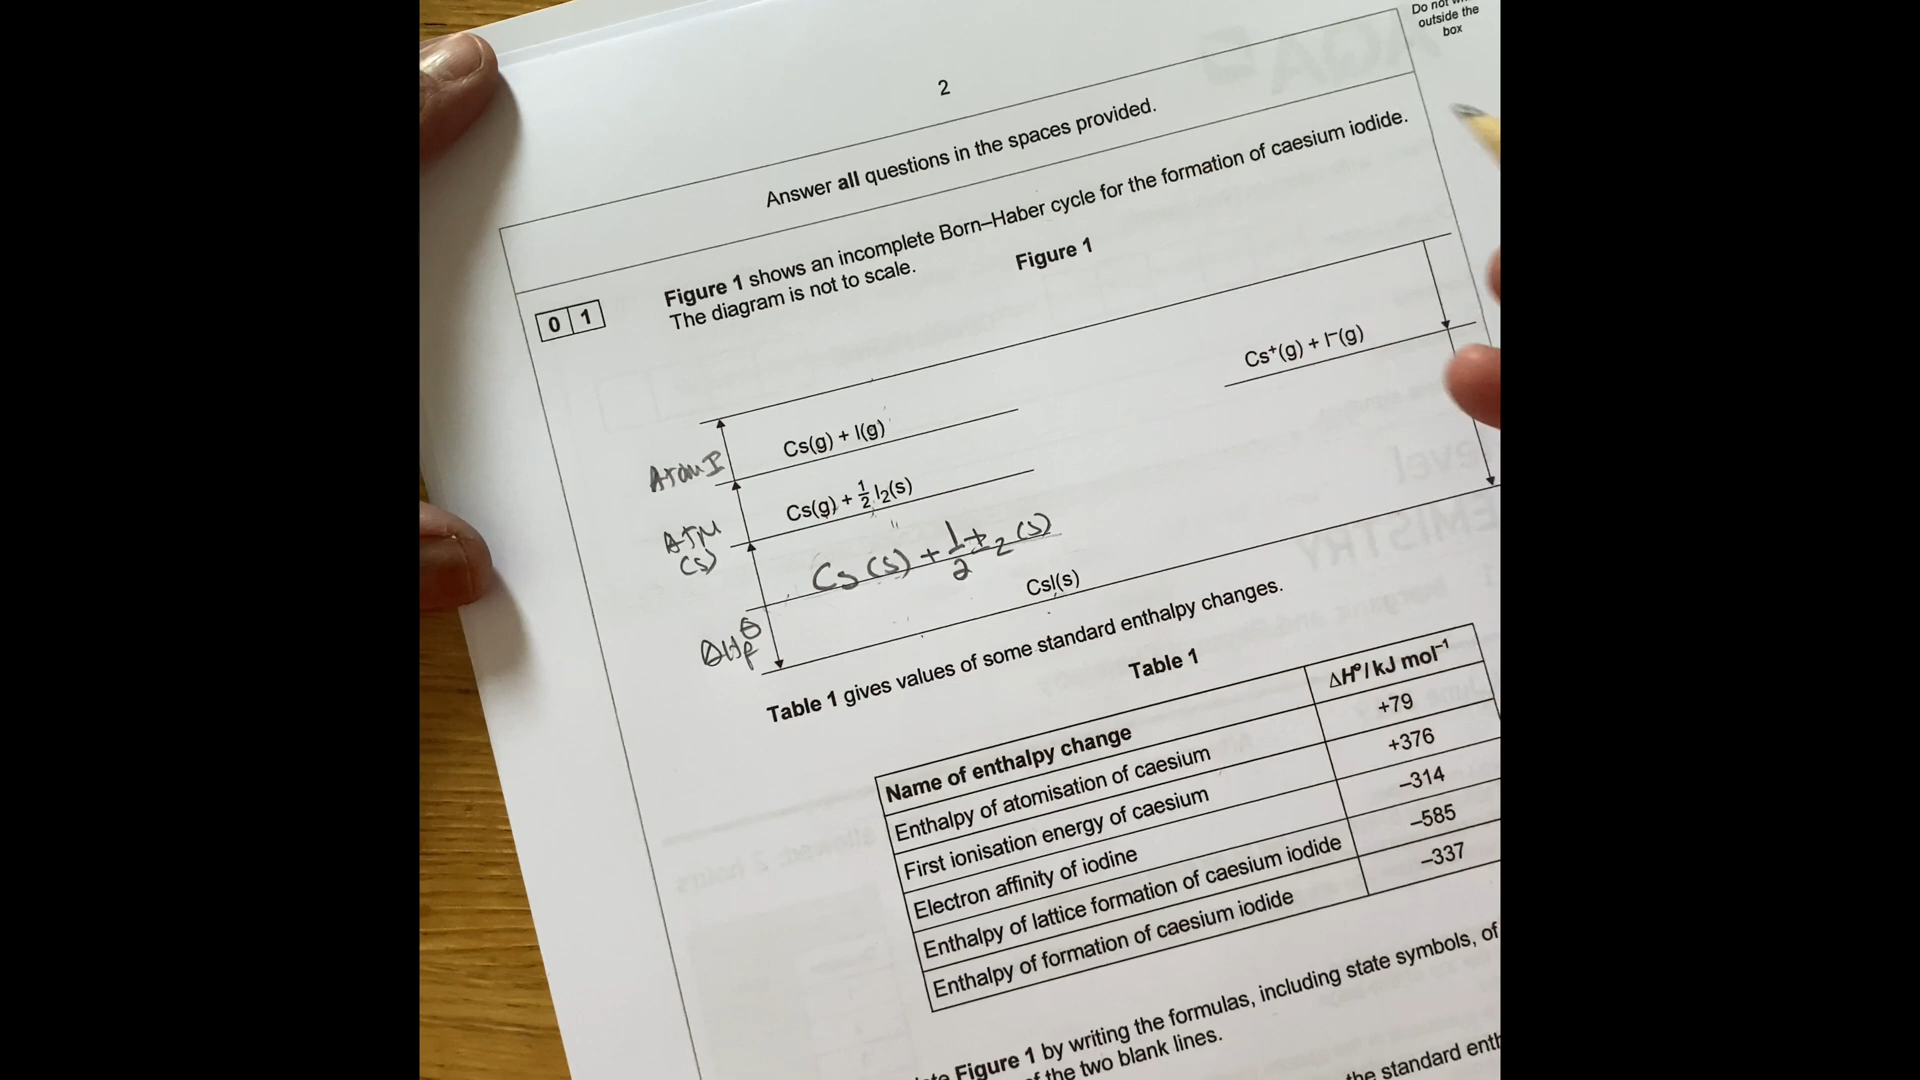 Do not
outside the
box
2
Answer all questions in the spaces provided.
0 1
Figure 1 shows an incomplete Born–Haber cycle for the formation of caesium iodide.
The diagram is not to scale.
Figure 1
Cs⁺(g) + I⁻(g)
Cs(g) + I(g)
Atom I
Cs(g) + 1/2 I₂(s)
Atm
Cs
Cs (s) + 1/2 I₂ (s)
CsI(s)
ΔHf⊖
Table 1 gives values of some standard enthalpy changes.
Table 1
Name of enthalpy change ΔH⊖ / kJ mol⁻¹
Enthalpy of atomisation of caesium +79
First ionisation energy of caesium +376
Electron affinity of iodine –314
Enthalpy of lattice formation of caesium iodide –585
Enthalpy of formation of caesium iodide –337
Figure 1 by writing the formulas, including state symbols, of
the two blank lines.
the standard